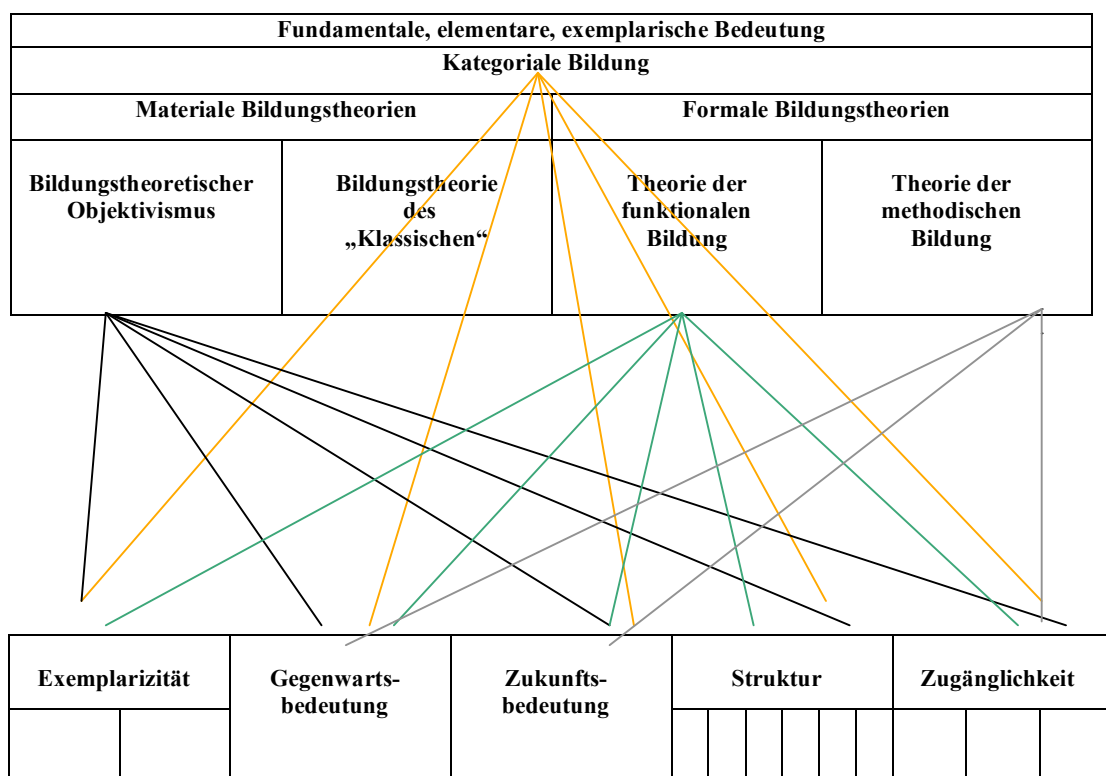 Fundamentale, elementare, exemplarische Bedeutung
Kategoriale Bildung
Materiale Bildungstheorien
Formale Bildungstheorien
Bildungstheoretischer
Objektivismus
Bildungstheorie
des
„Klassischen“
Theorie der
funktionalen
Bildung
Theorie der
methodischen
Bildung
Exemplarizität
Gegenwarts-
bedeutung
Zukunfts-
bedeutung
Struktur
Zugänglichkeit